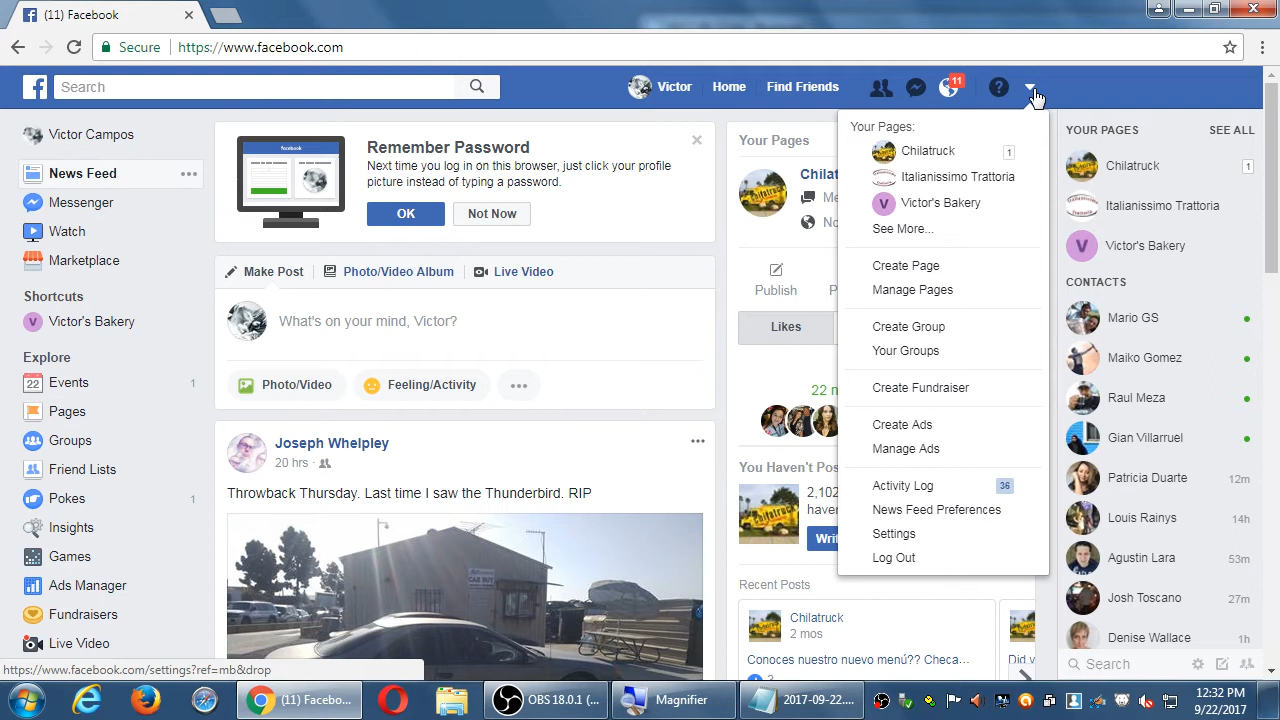 (11) Facebook
Secure
https://www.facebook.com
Search
Victor
Home
Find Friends
11
?
Victor Campos
News Feed
Messenger
Watch
Marketplace
Shortcuts
V Victor's Bakery
Explore
22 Events 1
Pages
Groups
Friend Lists
Pokes 1
Insights
Games
Ads Manager
Fundraisers
Live Video
https://www.facebook.com/settings?ref=mb&drop
facebook
Remember Password
Next time you log in on this browser, just click your profile
picture instead of typing a password.
OK
Not Now
Make Post
Photo/Video Album
Live Video
What's on your mind, Victor?
Photo/Video
Feeling/Activity
Joseph Whelpley
20 hrs
Throwback Thursday. Last time I saw the Thunderbird. RIP
CAR BUY
Your Pages
Chilat
Me
No
Publish
P
Likes
22 n
You Haven't Pos
2,102
haven
Writ
Recent Posts
Chilatruck
2 mos
Conoces nuestro nuevo menú?? Checa...
Did y
Your Pages:
Chilatruck 1
Italianissimo Trattoria
V Victor's Bakery
See More...
Create Page
Manage Pages
Create Group
Your Groups
Create Fundraiser
Create Ads
Manage Ads
Activity Log 36
News Feed Preferences
Settings
Log Out
YOUR PAGES SEE ALL
Chilatruck 1
Italianissimo Trattoria
V Victor's Bakery
CONTACTS
Mario GS
Maiko Gomez
Raul Meza
Gian Villarruel
Patricia Duarte 12m
Louis Rainys 14h
Agustin Lara 53m
Josh Toscano 27m
Denise Wallace 1h
Search
(11) Facebo...
OBS 18.0.1 (...
Magnifier
2017-09-22....
12:32 PM
9/22/2017